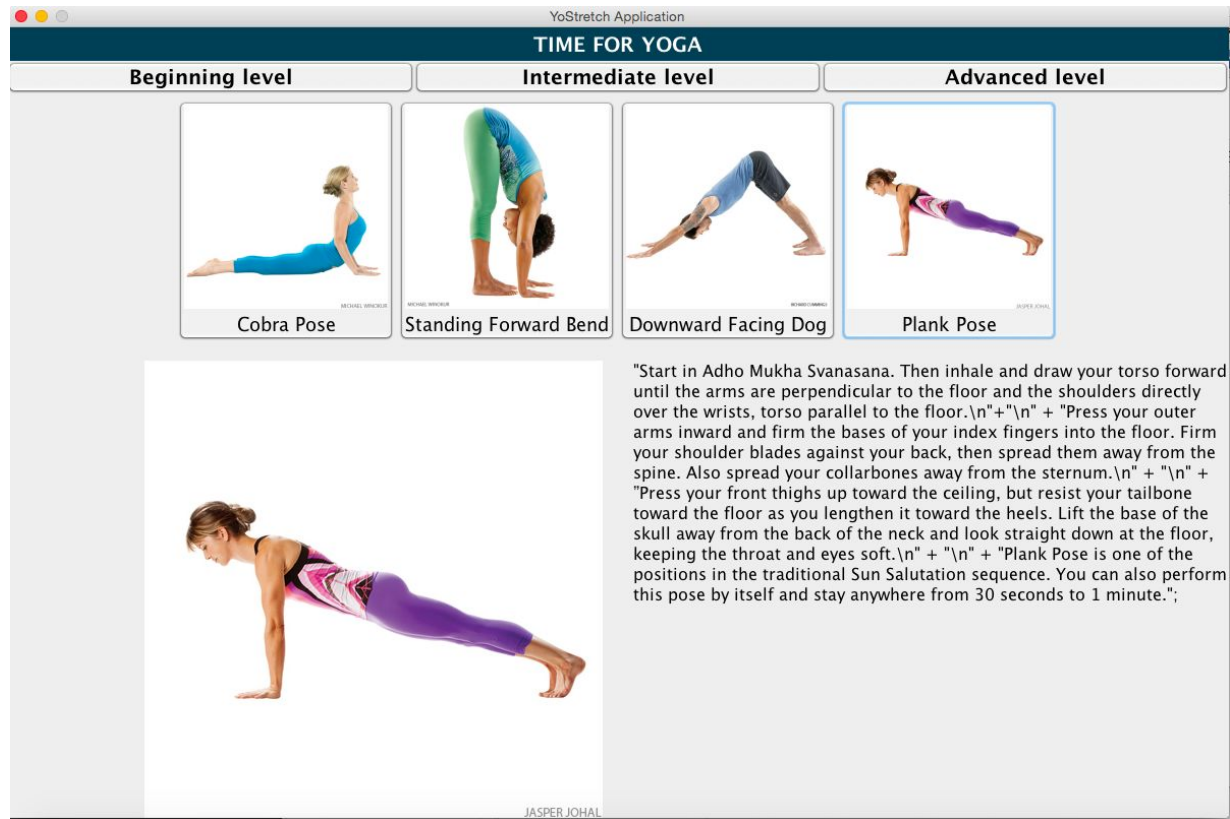 YoStretch Application
TIME FOR YOGA
Beginning level
Intermediate level
Advanced level
MICHAEL WINOKUR
MICHAEL WINOKUR
JASPER JOHAL
Cobra Pose
Standing Forward Bend
Downward Facing Dog
Plank Pose
"Start in Adho Mukha Svanasana. Then inhale and draw your torso forward
until the arms are perpendicular to the floor and the shoulders directly
over the wrists, torso parallel to the floor.\n"+"\n" + "Press your outer
arms inward and firm the bases of your index fingers into the floor. Firm
your shoulder blades against your back, then spread them away from the
spine. Also spread your collarbones away from the sternum.\n" + "\n" +
"Press your front thighs up toward the ceiling, but resist your tailbone
toward the floor as you lengthen it toward the heels. Lift the base of the
skull away from the back of the neck and look straight down at the floor,
keeping the throat and eyes soft.\n" + "\n" + "Plank Pose is one of the
positions in the traditional Sun Salutation sequence. You can also perform
this pose by itself and stay anywhere from 30 seconds to 1 minute.";
JASPER JOHAL